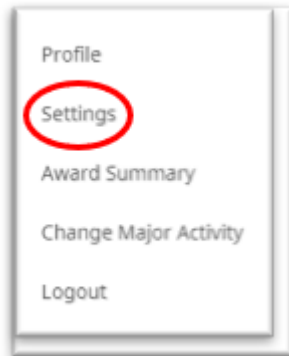 Profile
Settings
Award Summary
Change Major Activity
Logout